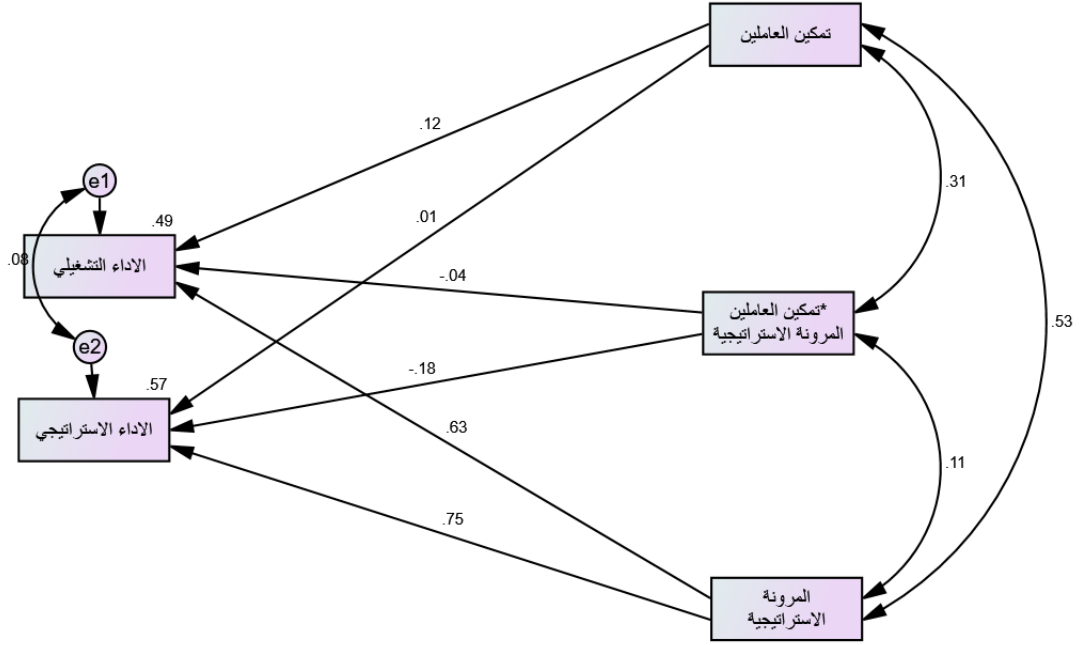 تمكين العاملين
.12
.31
e1
.49
.01
.08
الاداء التشغيلي
-.04
*تمكين العاملين
المرونة الاستراتيجية
.53
e2
.57
-.18
الاداء الاستراتيجي
.63
.11
.75
المرونة
الاستراتيجية